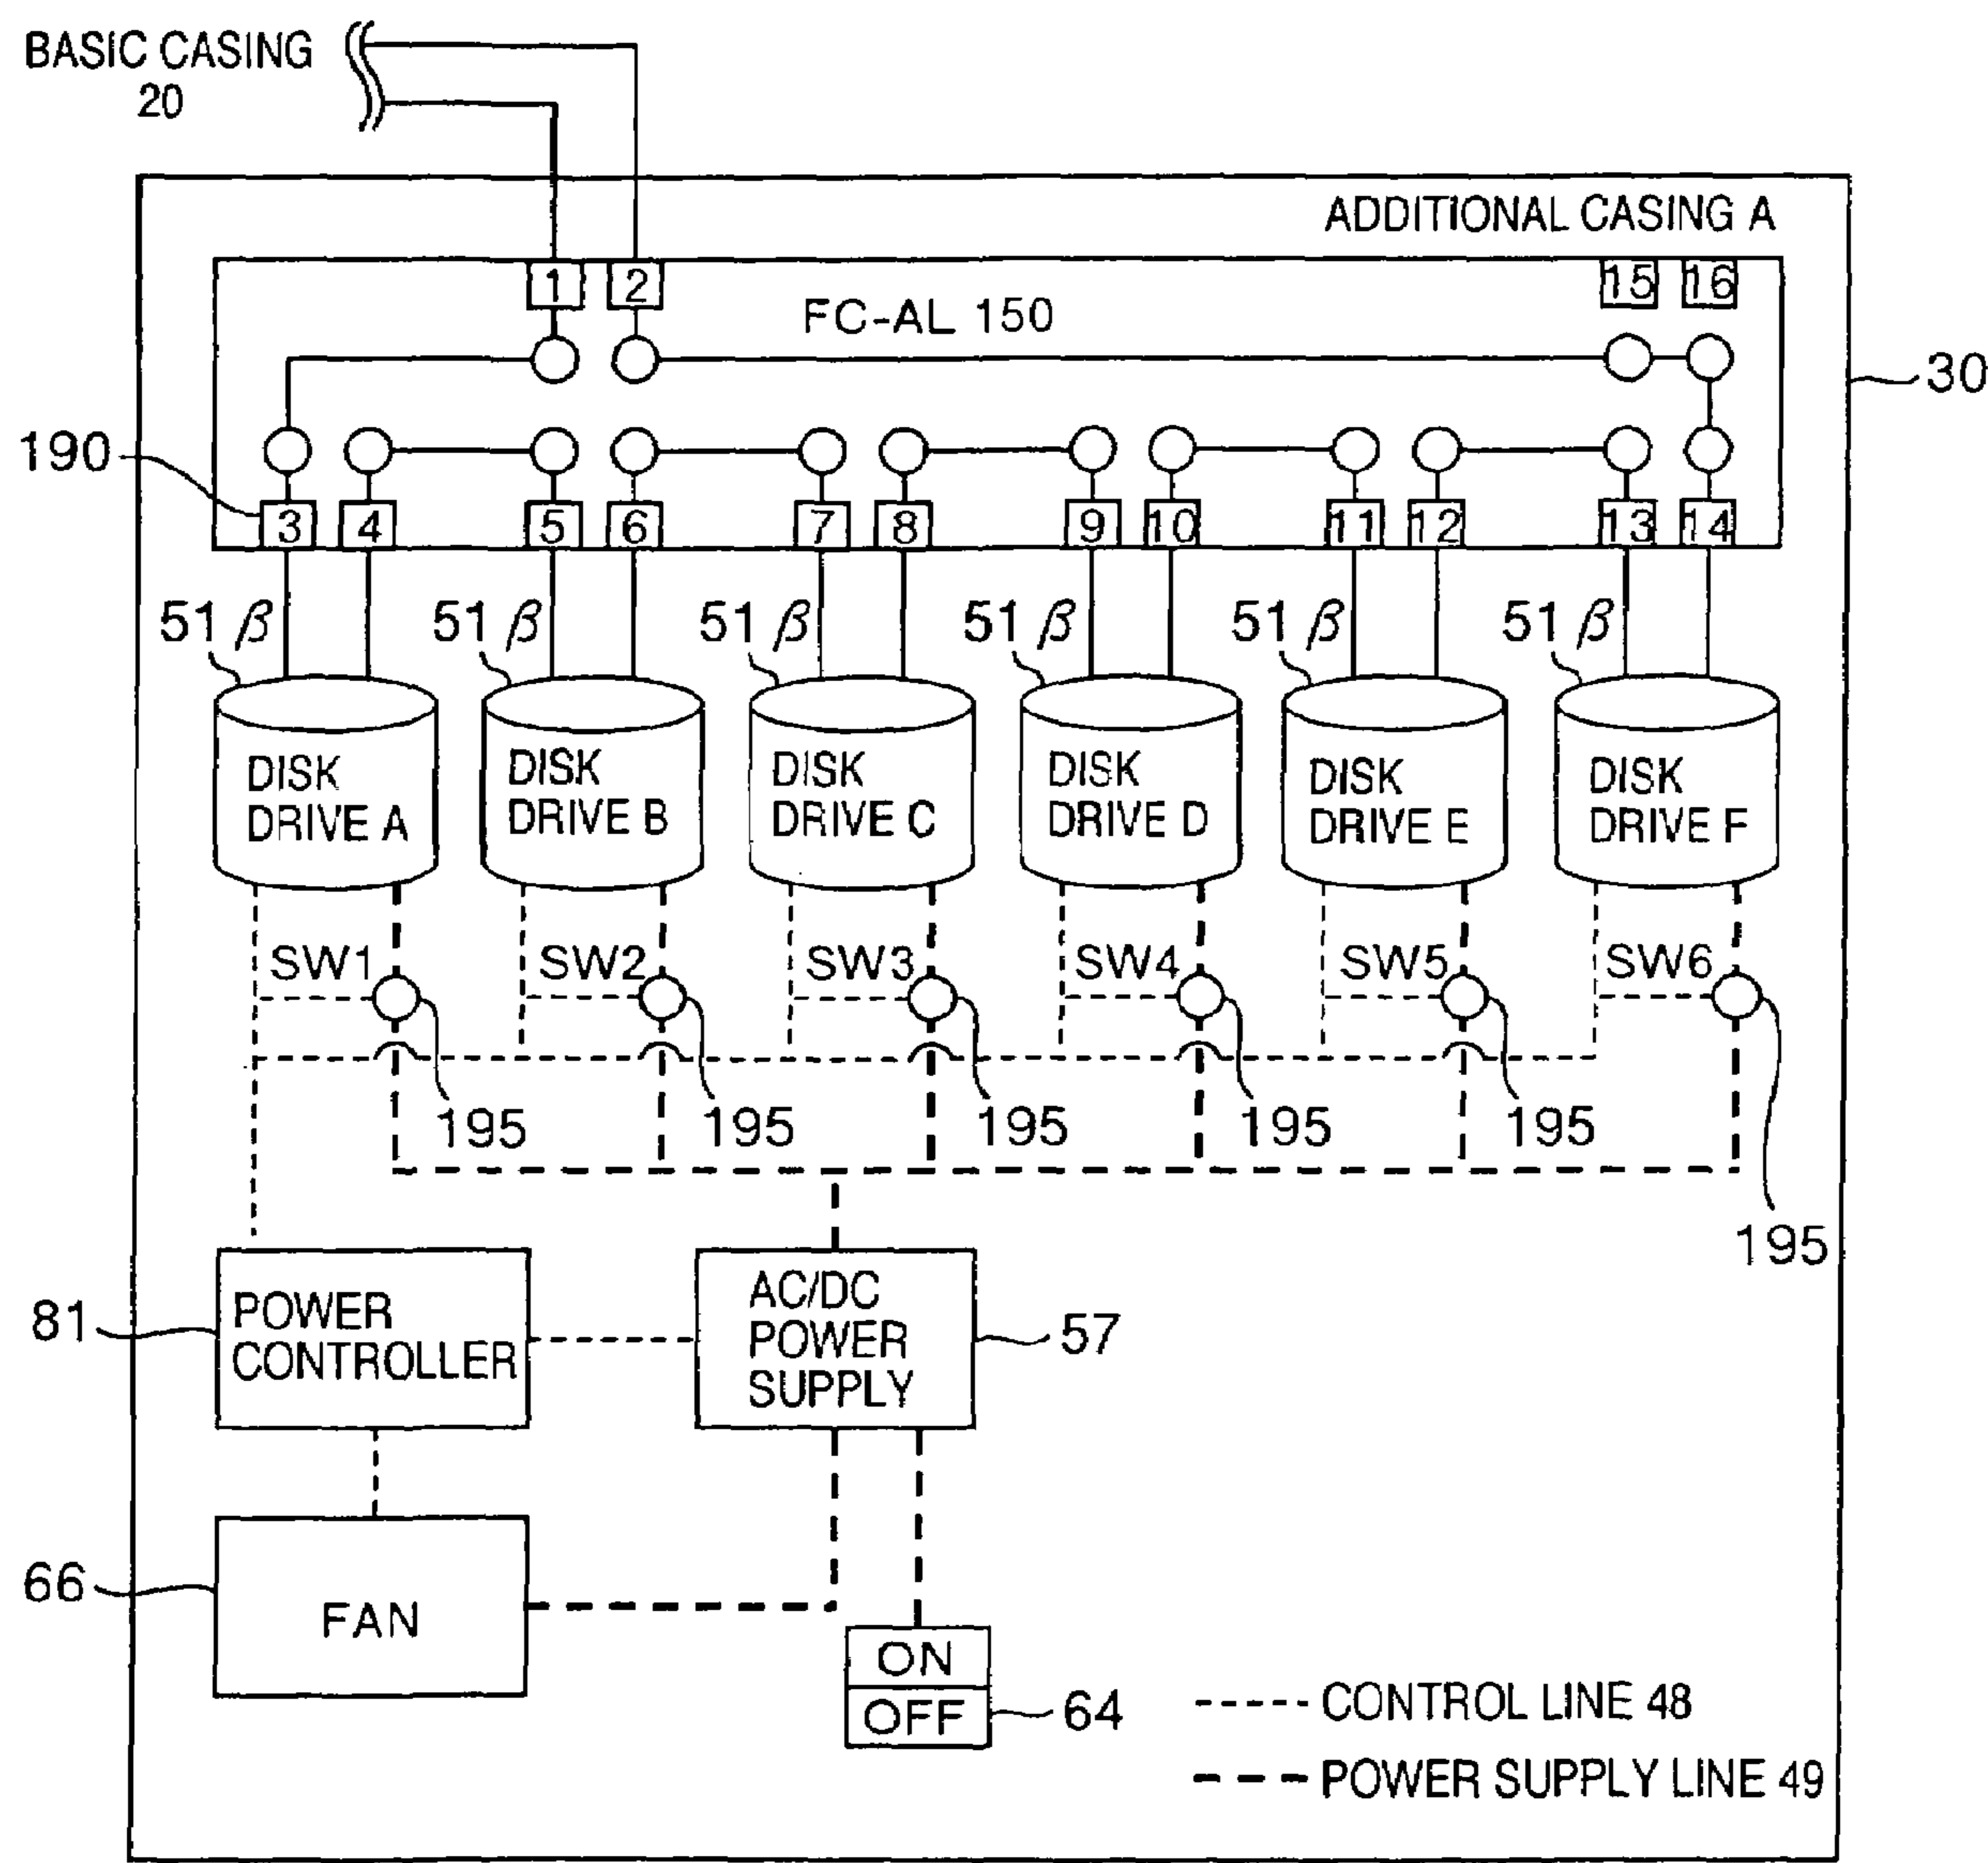 BASIC CASING
20
ADDITIONAL CASING A
1 2 15 16
FC-AL 150
30
190
3 4 5 6 7 8 9 10 11 12 13 14
51β 51β 51β 51β 51β 51β
DISK
DRIVE A
DISK
DRIVE B
DISK
DRIVE C
DISK
DRIVE D
DISK
DRIVE E
DISK
DRIVE F
SW1 SW2 SW3 SW4 SW5 SW6
195 195 195 195 195
195
81
POWER
CONTROLLER
AC/DC
POWER
SUPPLY
57
66
FAN
ON
OFF
64
CONTROL LINE 48
POWER SUPPLY LINE 49